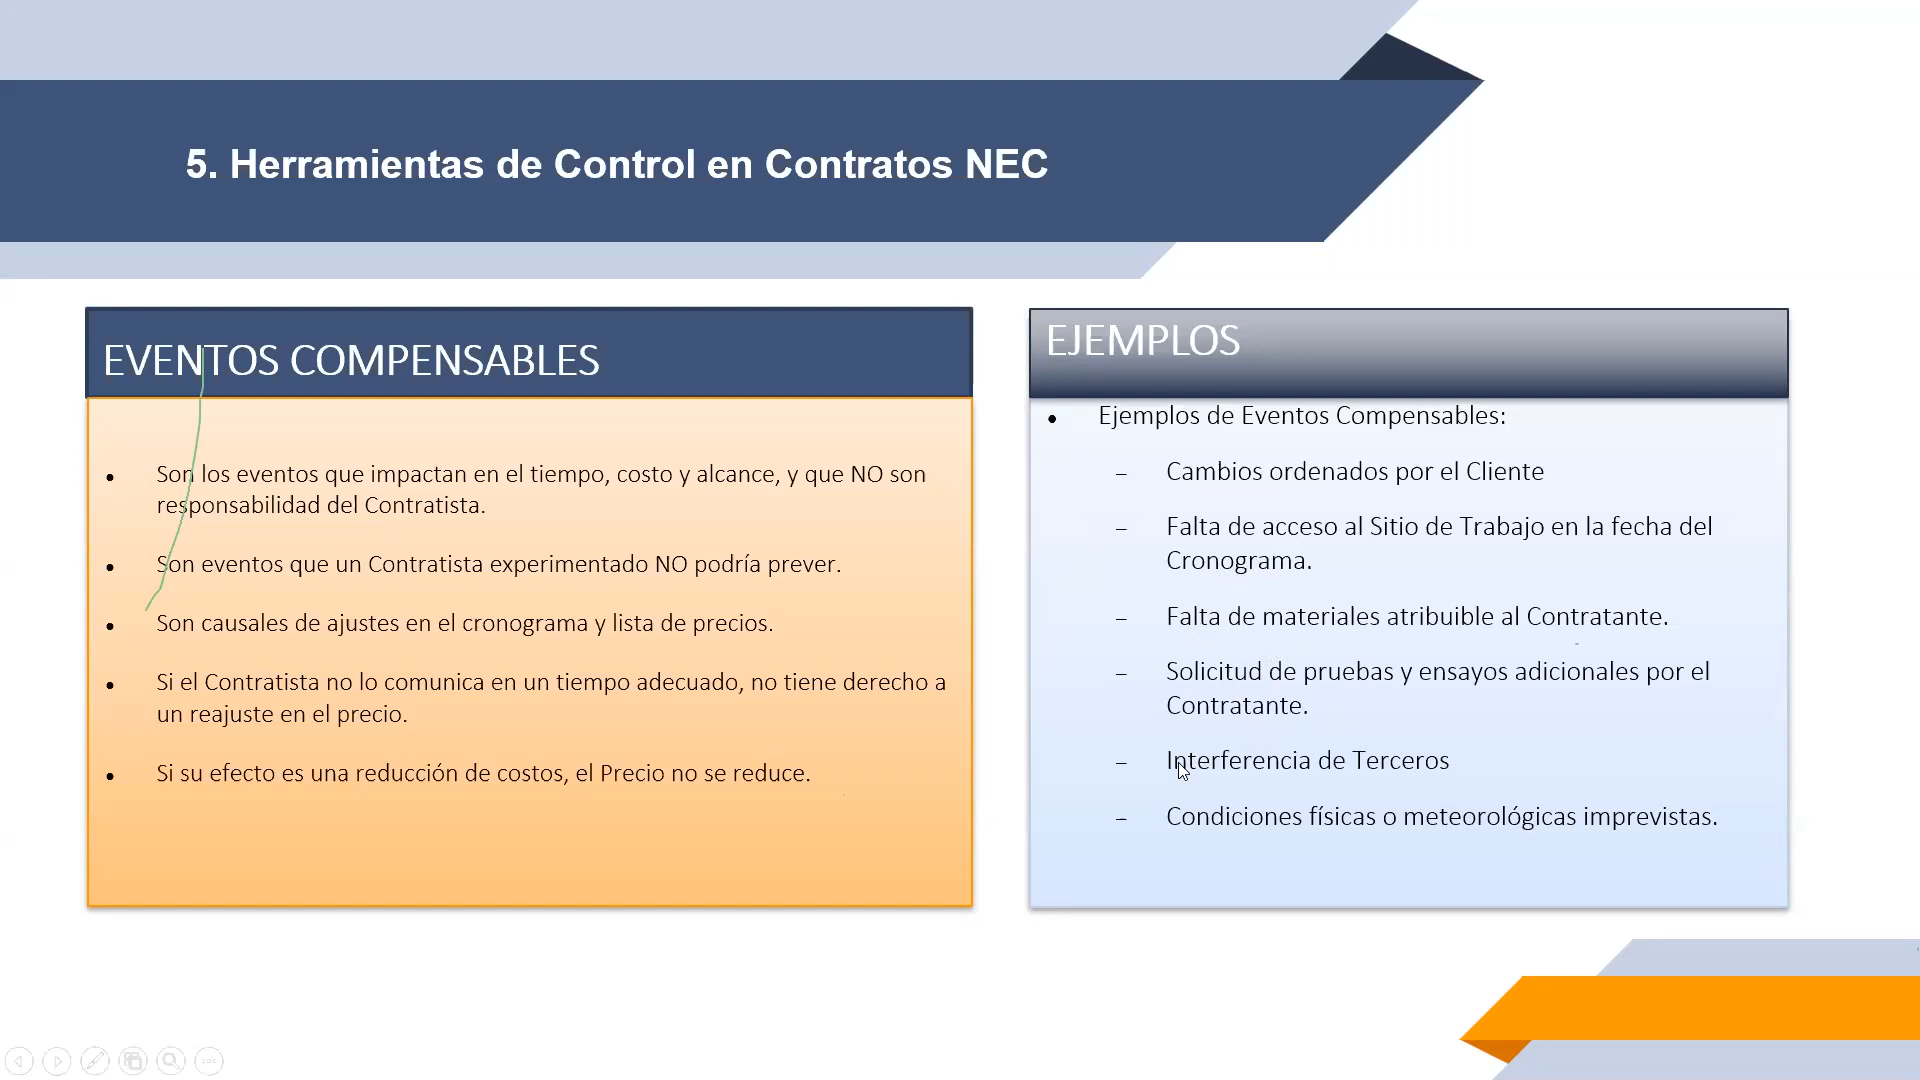 5. Herramientas de Control en Contratos NEC
EVENTOS COMPENSABLES
• Son los eventos que impactan en el tiempo, costo y alcance, y que NO son
responsabilidad del Contratista.
• Son eventos que un Contratista experimentado NO podría prever.
• Son causales de ajustes en el cronograma y lista de precios.
• Si el Contratista no lo comunica en un tiempo adecuado, no tiene derecho a
un reajuste en el precio.
• Si su efecto es una reducción de costos, el Precio no se reduce.
EJEMPLOS
• Ejemplos de Eventos Compensables:
– Cambios ordenados por el Cliente
– Falta de acceso al Sitio de Trabajo en la fecha del
Cronograma.
– Falta de materiales atribuible al Contratante.
– Solicitud de pruebas y ensayos adicionales por el
Contratante.
– Interferencia de Terceros
– Condiciones físicas o meteorológicas imprevistas.